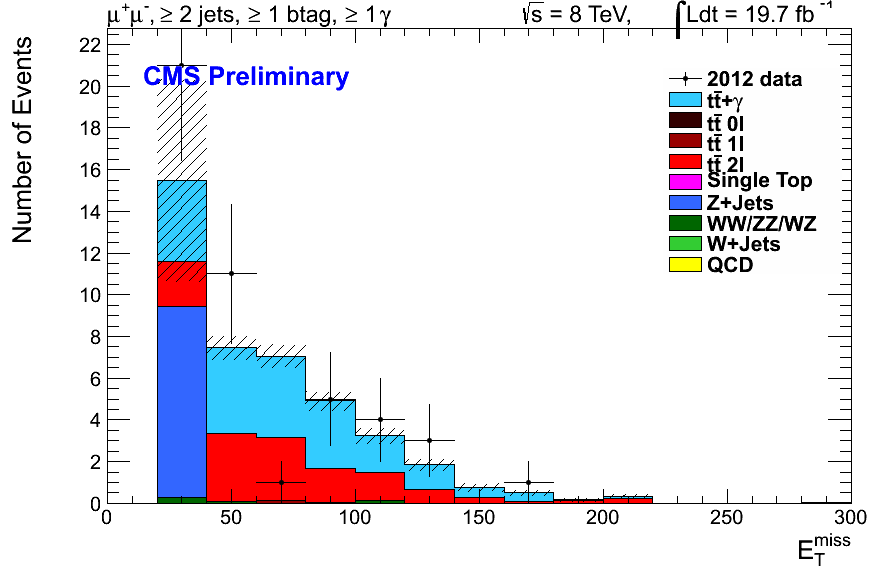 μ⁺μ⁻, ≥ 2 jets, ≥ 1 btag, ≥ 1 γ √s = 8 TeV, ∫Ldt = 19.7 fb⁻¹
CMS Preliminary
Number of Events
22
20
18
16
14
12
10
8
6
4
2
0
2012 data
tt̄+γ
tt̄ 0l
tt̄ 1l
tt̄ 2l
Single Top
Z+Jets
WW/ZZ/WZ
W+Jets
QCD
0 50 100 150 200 250 300
E_T^miss